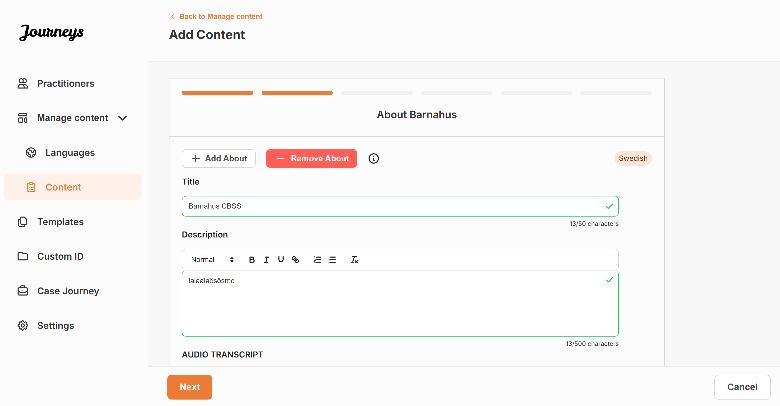 Journeys
Back to Manage content
Add Content
Practitioners
Manage content
Languages
Content
Templates
Custom ID
Case Journey
Settings
About Barnahus
Add About
Remove About
Swedish
Title
Barnahus CBSS
13/50 characters
Description
Normal
B I U
lalaaleösösmd
13/500 characters
AUDIO TRANSCRIPT
Next
Cancel